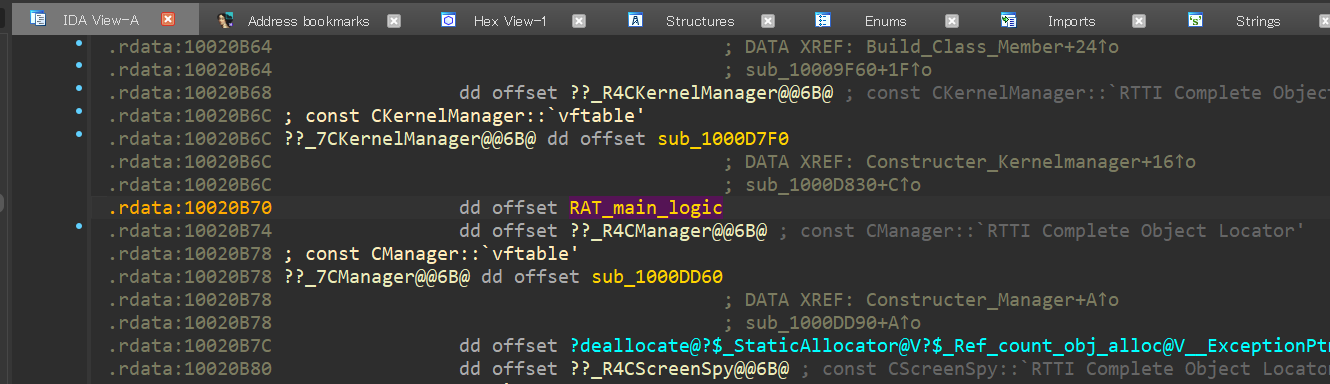 IDA View-A Address bookmarks Hex View-1 Structures Enums Imports Strings
.rdata:10020B64 ; DATA XREF: Build_Class_Member+24↑o
.rdata:10020B64 ; sub_10009F60+1F↑o
.rdata:10020B68 dd offset ??_R4CKernelManager@@6B@ ; const CKernelManager::`RTTI Complete Objec
.rdata:10020B6C ; const CKernelManager::`vftable'
.rdata:10020B6C ??_7CKernelManager@@6B@ dd offset sub_1000D7F0
.rdata:10020B6C ; DATA XREF: Constructer_Kernelmanager+16↑o
.rdata:10020B6C ; sub_1000D830+C↑o
.rdata:10020B70 dd offset RAT_main_logic
.rdata:10020B74 dd offset ??_R4CManager@@6B@ ; const CManager::`RTTI Complete Object Locator'
.rdata:10020B78 ; const CManager::`vftable'
.rdata:10020B78 ??_7CManager@@6B@ dd offset sub_1000DD60
.rdata:10020B78 ; DATA XREF: Constructer_Manager+A↑o
.rdata:10020B78 ; sub_1000DD90+A↑o
.rdata:10020B7C dd offset ?deallocate@?$_StaticAllocator@V?$_Ref_count_obj_alloc@V__ExceptionPt
.rdata:10020B80 dd offset ??_R4CScreenSpy@@6B@ ; const CScreenSpy::`RTTI Complete Object Locator